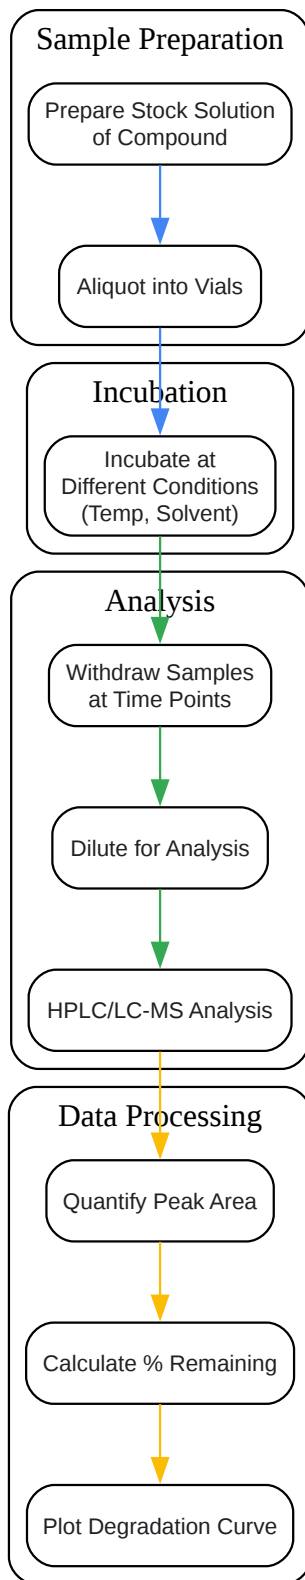 Sample Preparation
Prepare Stock Solution
of Compound
Aliquot into Vials
Incubation
Incubate at
Different Conditions
(Temp, Solvent)
Analysis
Withdraw Samples
at Time Points
Dilute for Analysis
HPLC/LC-MS Analysis
Data Processing
Quantify Peak Area
Calculate % Remaining
Plot Degradation Curve